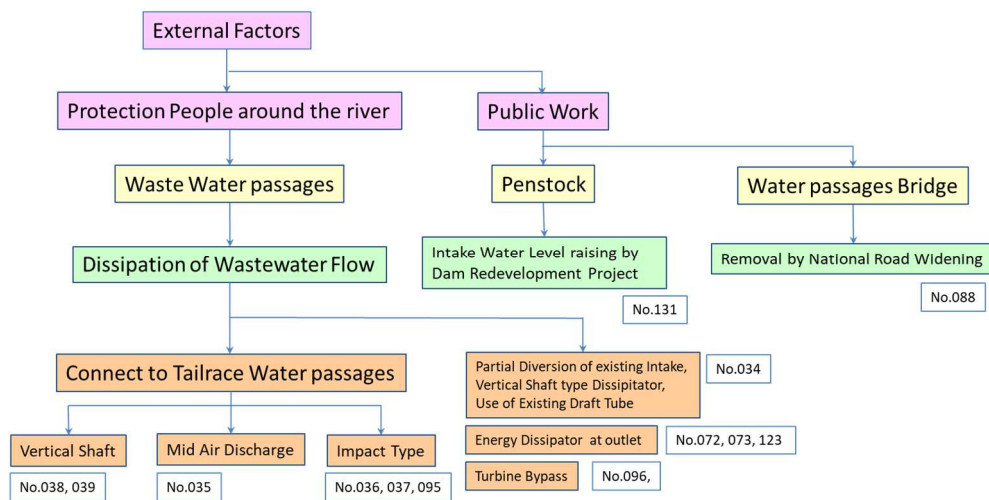 External Factors
Protection People around the river
Public Work
Waste Water passages
Penstock
Water passages Bridge
Dissipation of Wastewater Flow
Intake Water Level raising by
Dam Redevelopment Project
Removal by National Road Widening
No.131
No.088
Connect to Tailrace Water passages
Partial Diversion of existing Intake,
Vertical Shaft type Dissipitator,
Use of Existing Draft Tube
No.034
Vertical Shaft
Mid Air Discharge
Impact Type
Energy Dissipator at outlet
No.072, 073, 123
No.038, 039
No.035
No.036, 037, 095
Turbine Bypass
No.096,